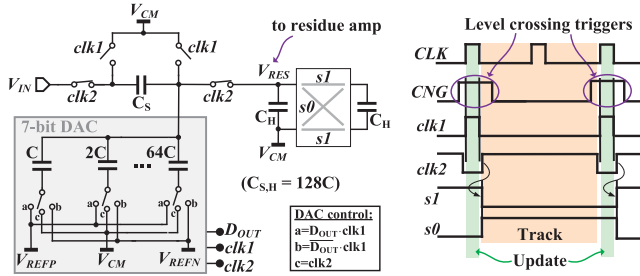 V_CM
to residue amp
Level crossing triggers
clk1
clk1
CLK
V_IN
clk2
C_S
clk2
V_RES
s1
s0
s1
C_H
C_H
V_CM
CNG
7-bit DAC
C
2C
64C
(C_S,H = 128C)
clk1
clk2
a
c
b
a
c
b
a
c
b
D_OUT
clk1
clk2
DAC control:
a=D_OUT·clk1
b=D̅_O̅U̅T̅·clk1
c=clk2
s1
s0
V_REFP
V_CM
V_REFN
Track
Update